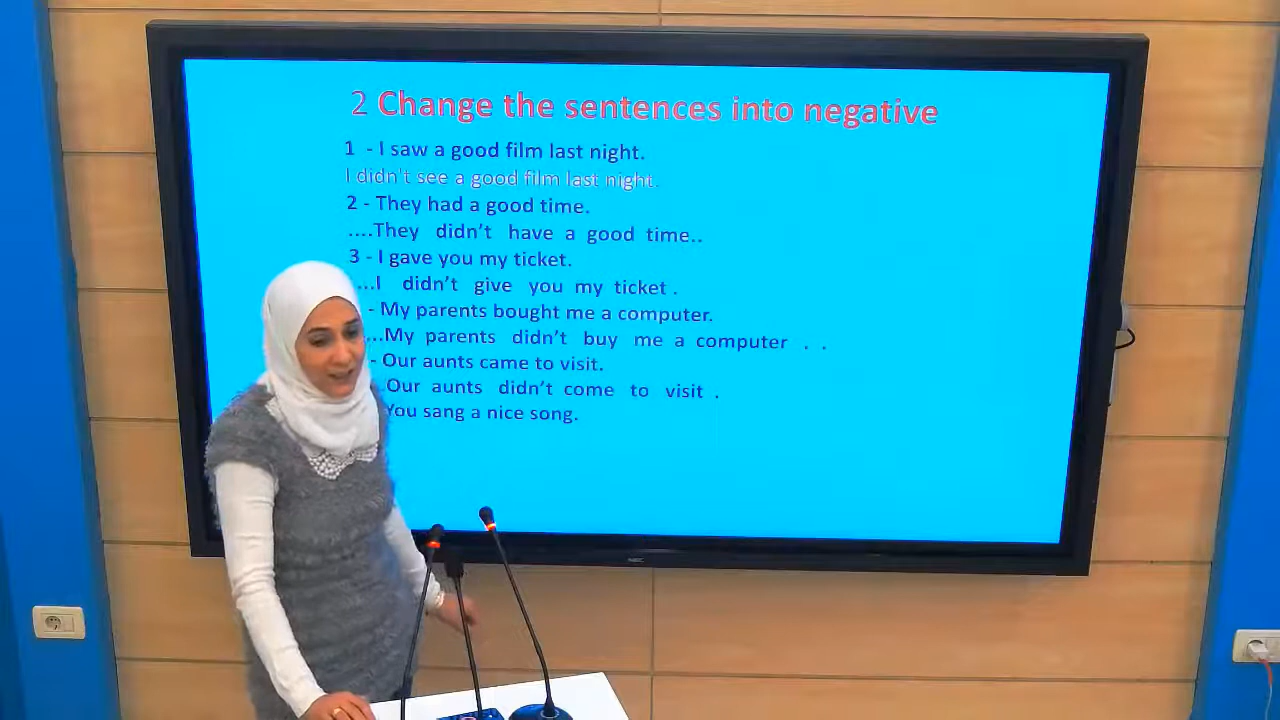 2 Change the sentences into negative
1 - I saw a good film last night.
I didn't see a good film last night.
2 - They had a good time.
....They didn't have a good time..
3 - I gave you my ticket.
...I didn't give you my ticket .
- My parents bought me a computer.
...My parents didn't buy me a computer . .
- Our aunts came to visit.
Our aunts didn't come to visit .
You sang a nice song.
NEC